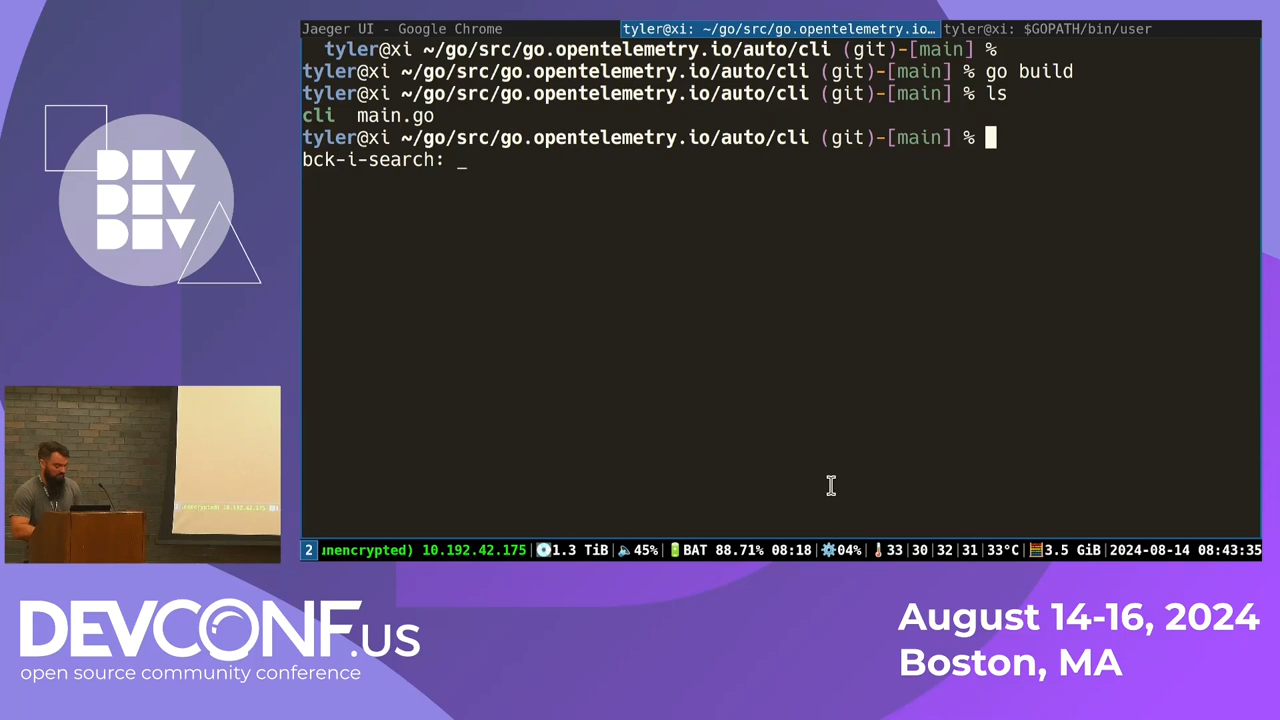 Jaeger UI - Google Chrome
tyler@xi: ~/go/src/go.opentelemetry.io…
tyler@xi: $GOPATH/bin/user
tyler@xi ~/go/src/go.opentelemetry.io/auto/cli (git)-[main] %
tyler@xi ~/go/src/go.opentelemetry.io/auto/cli (git)-[main] % go build
tyler@xi ~/go/src/go.opentelemetry.io/auto/cli (git)-[main] % ls
cli main.go
tyler@xi ~/go/src/go.opentelemetry.io/auto/cli (git)-[main] %
bck-i-search: _
2 nencrypted) 10.192.42.175 1.3 TiB 45% BAT 88.71% 08:18 04% 33 30 32 31 33°C 3.5 GiB 2024-08-14 08:43:35
DEV
DEV
DEV
DEVCONF.US
open source community conference
August 14-16, 2024
Boston, MA